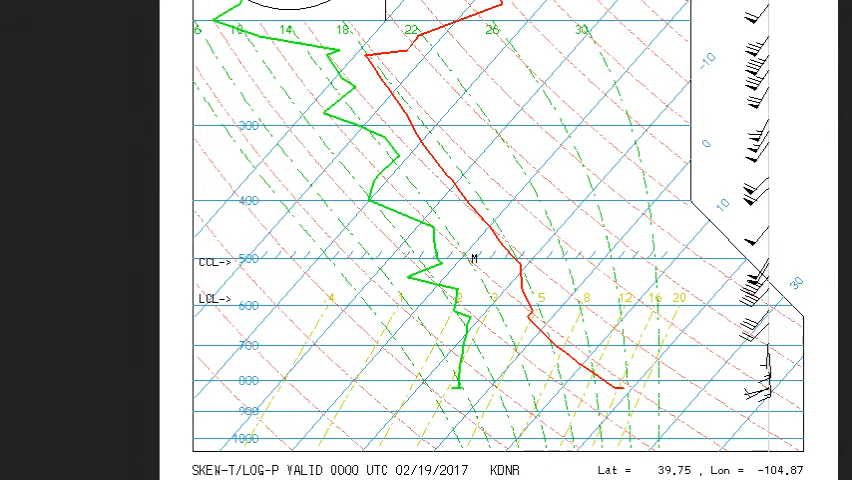 6 10 14 18 22 26 30
-10
300
0
400
10
500
CCL->
M
30
LCL->
.4 1 2 3 5 8 12 16 20
600
700
800
900
1000
SKEW-T/LOG-P VALID 0000 UTC 02/19/2017 KDNR Lat = 39.75 , Lon = -104.87